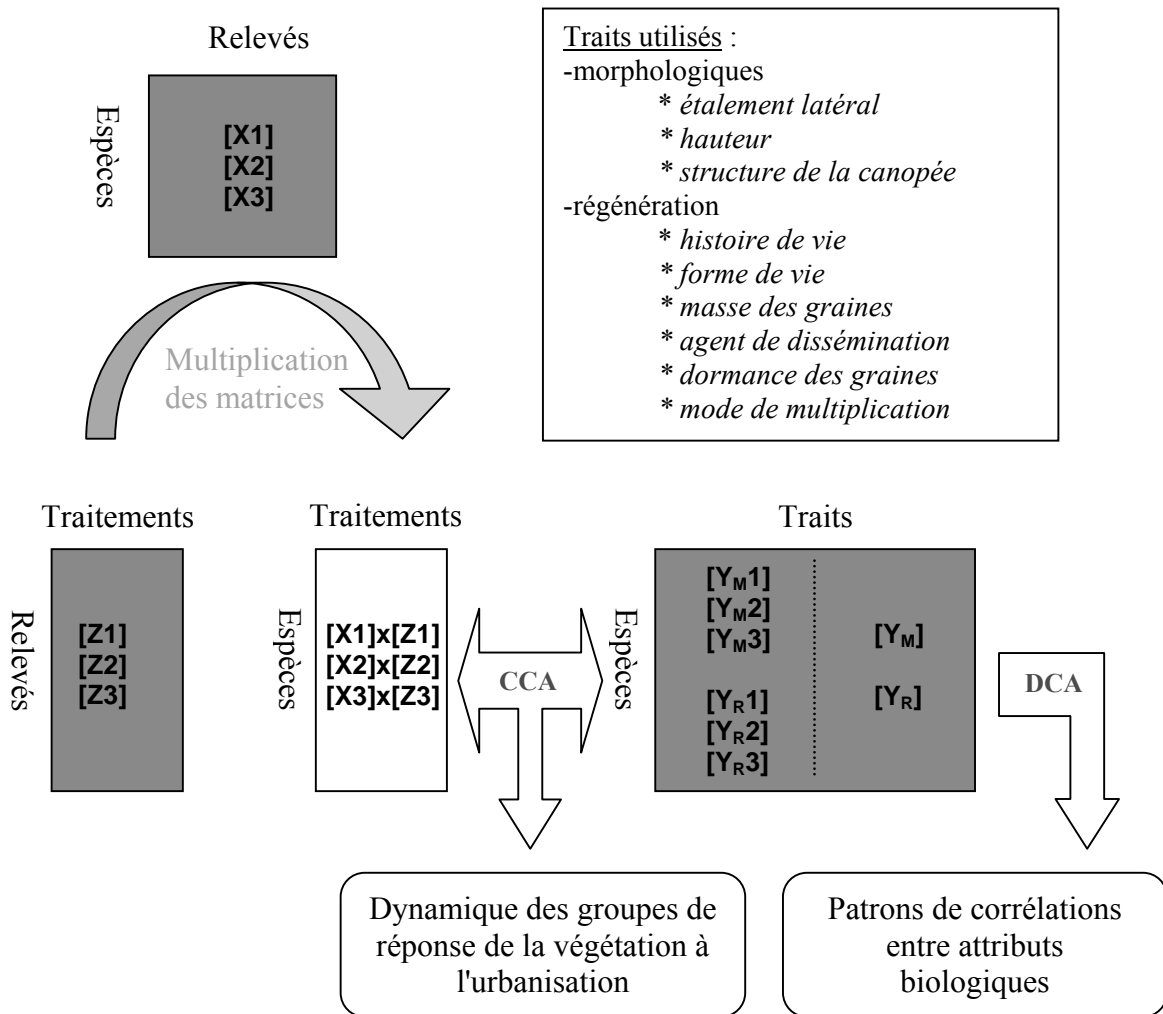 Relevés
Espèces
[X1]
[X2]
[X3]
Traits utilisés :
-morphologiques
* étalement latéral
* hauteur
* structure de la canopée
-régénération
* histoire de vie
* forme de vie
* masse des graines
* agent de dissémination
* dormance des graines
* mode de multiplication
Multiplication
des matrices
Traitements
Relevés
[Z1]
[Z2]
[Z3]
Traitements
Espèces
[X1]x[Z1]
[X2]x[Z2]
[X3]x[Z3]
CCA
Traits
Espèces
[YM1]
[YM2]
[YM3]
[YR1]
[YR2]
[YR3]
[YM]
[YR]
DCA
Dynamique des groupes de
réponse de la végétation à
l'urbanisation
Patrons de corrélations
entre attributs
biologiques